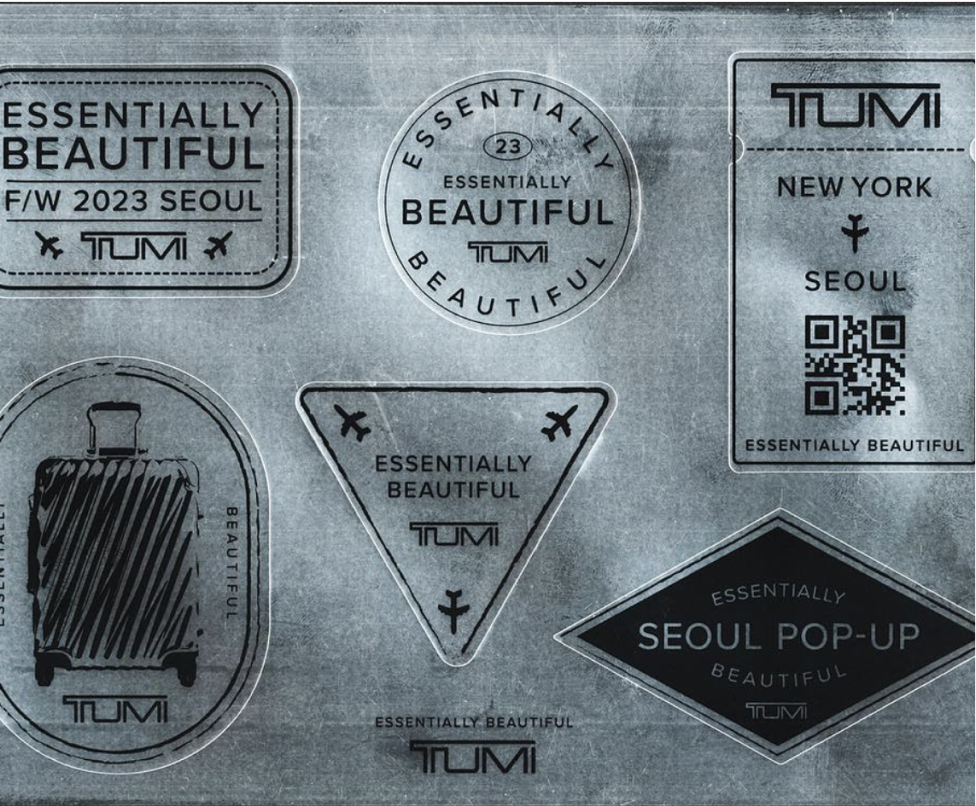 ESSENTIALLY
BEAUTIFUL
F/W 2023 SEOUL
TUMI
ESSENTIALLY
23
ESSENTIALLY
BEAUTIFUL
TUMI
BEAUTIFUL
TUMI
NEW YORK
SEOUL
ESSENTIALLY BEAUTIFUL
ESSENTIALLY
BEAUTIFUL
TUMI
ESSENTIALLY
BEAUTIFUL
TUMI
ESSENTIALLY
SEOUL POP-UP
BEAUTIFUL
TUMI
ESSENTIALLY BEAUTIFUL
TUMI